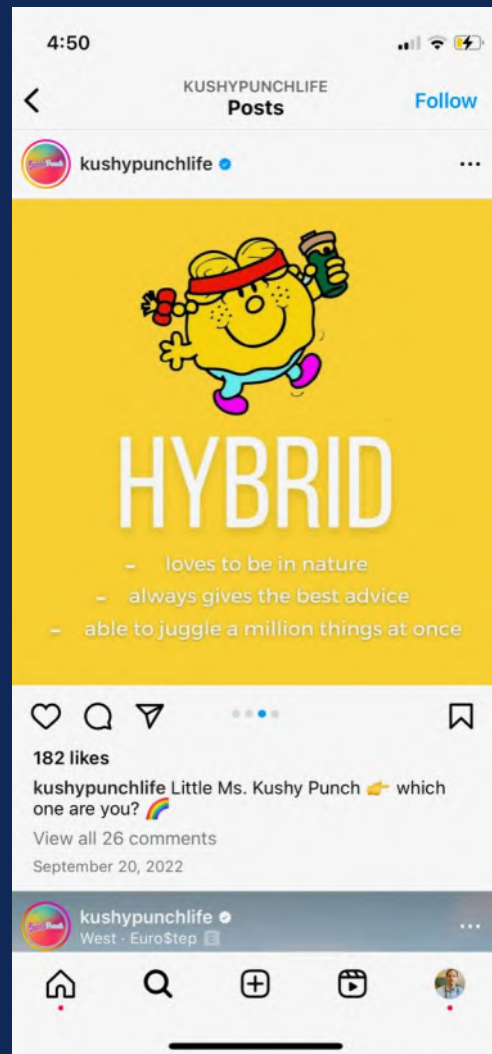 4:50
KUSHYPUNCHLIFE
Posts
Follow
kushypunchlife
HYBRID
- loves to be in nature
- always gives the best advice
- able to juggle a million things at once
182 likes
kushypunchlife Little Ms. Kushy Punch 👉 which
one are you? 🌈
View all 26 comments
September 20, 2022
kushypunchlife
West · Euro$tep 🅴